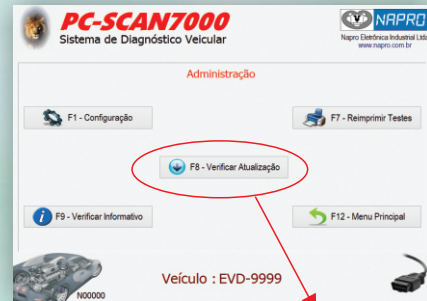 PC-SCAN7000
Sistema de Diagnóstico Veicular
NAPRO
Napro Eletrônica Industrial Ltda
www.napro.com.br
Administração
F1 - Configuração
F7 - Reimprimir Testes
F8 - Verificar Atualização
F9 - Verificar Informativo
F12 - Menu Principal
Veículo : EVD-9999
N00000